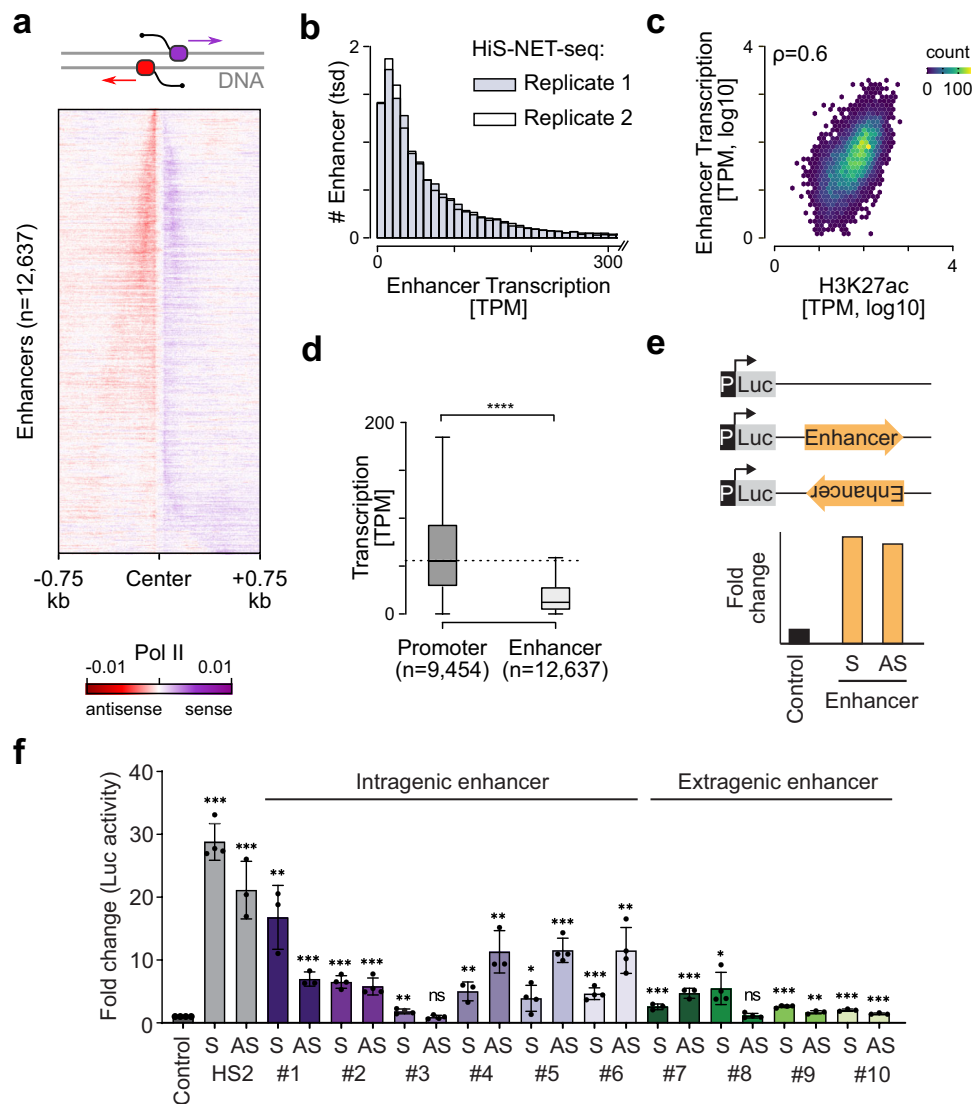 a
DNA
Enhancers (n=12,637)
-0.75
kb
Center
+0.75
kb
Pol II
-0.01
0.01
antisense
sense
b
HiS-NET-seq:
Replicate 1
Replicate 2
# Enhancer (tsd)
2
0
0
300
Enhancer Transcription
[TPM]
c
ρ=0.6
count
0 100
Enhancer Transcription
[TPM, log10]
4
0
0
4
H3K27ac
[TPM, log10]
d
****
Transcription
[TPM]
200
0
Promoter
(n=9,454)
Enhancer
(n=12,637)
e
P Luc
P Luc Enhancer
P Luc Enhancer
Fold
change
Control
S AS
Enhancer
f
Intragenic enhancer
Extragenic enhancer
Fold change (Luc activity)
40
30
20
10
0
*** *** ** *** *** *** ** ns ** ** * *** *** ** *** *** * ns *** ** *** ***
Control
S AS S AS S AS S AS S AS S AS S AS S AS S AS S AS S AS
HS2 #1 #2 #3 #4 #5 #6 #7 #8 #9 #10